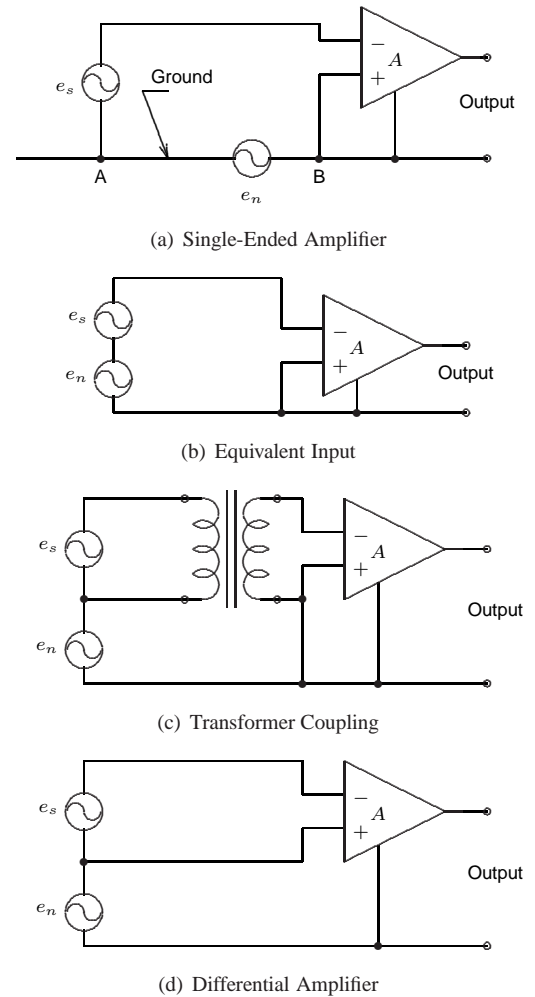 −
A
+
e_s
Ground
Output
A
B
e_n
(a) Single-Ended Amplifier
e_s
−
A
+
e_n
Output
(b) Equivalent Input
e_s
−
A
+
Output
e_n
(c) Transformer Coupling
e_s
−
A
+
Output
e_n
(d) Differential Amplifier